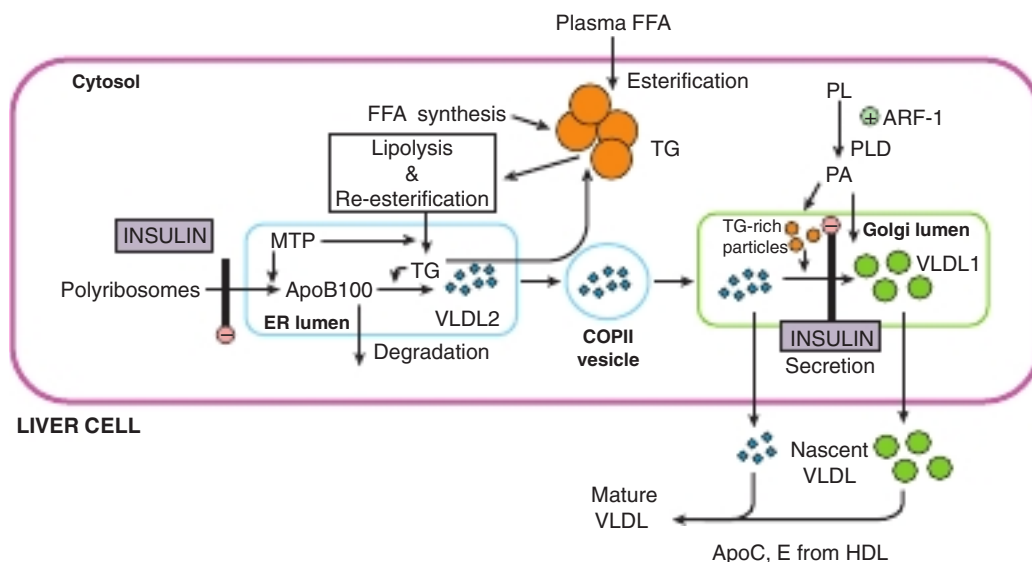 Plasma FFA
Cytosol
Esterification
FFA synthesis
TG
PL
+ ARF-1
PLD
PA
Lipolysis
&
Re-esterification
INSULIN
MTP
Polyribosomes
ApoB100
TG
VLDL2
ER lumen
−
Degradation
COPII
vesicle
TG-rich
particles
−
Golgi lumen
VLDL1
INSULIN
Secretion
LIVER CELL
Nascent
VLDL
Mature
VLDL
ApoC, E from HDL